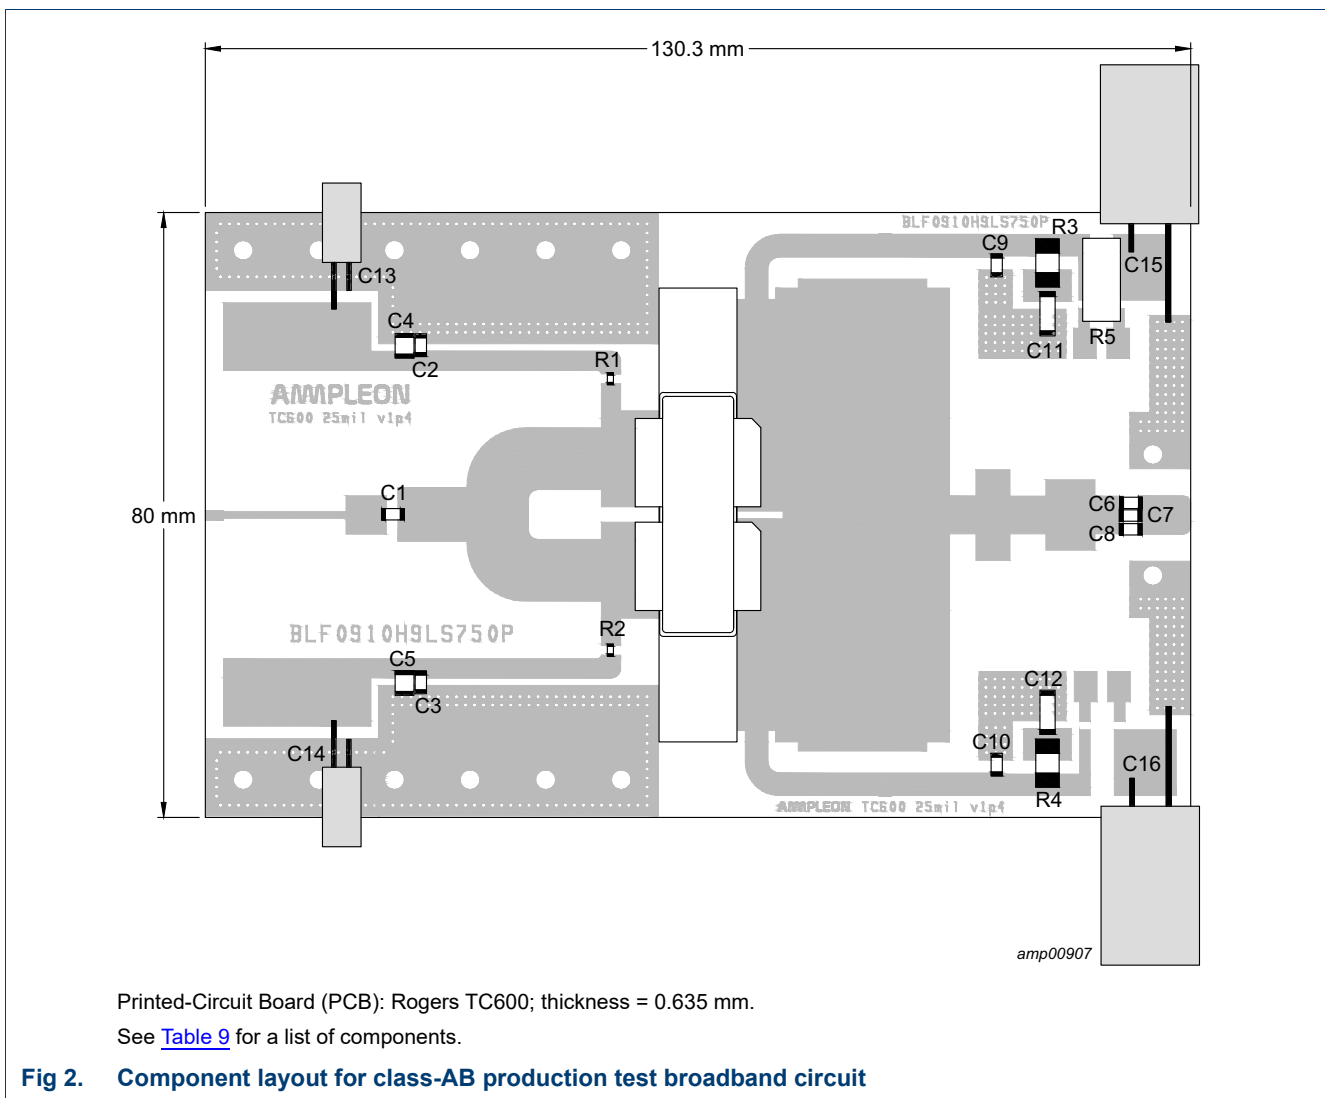 130.3 mm
BLF0910H9LS750P
C9
R3
C15
C13
C4
C2
R1
C11
R5
AMPLEON
TC600 25mil v1p4
C1
C6
C7
C8
80 mm
BLF0910H9LS750P
R2
C5
C3
C12
C14
C10
C16
R4
AMPLEON TC600 25mil v1p4
amp00907
Printed-Circuit Board (PCB): Rogers TC600; thickness = 0.635 mm.
See Table 9 for a list of components.
Fig 2. Component layout for class-AB production test broadband circuit